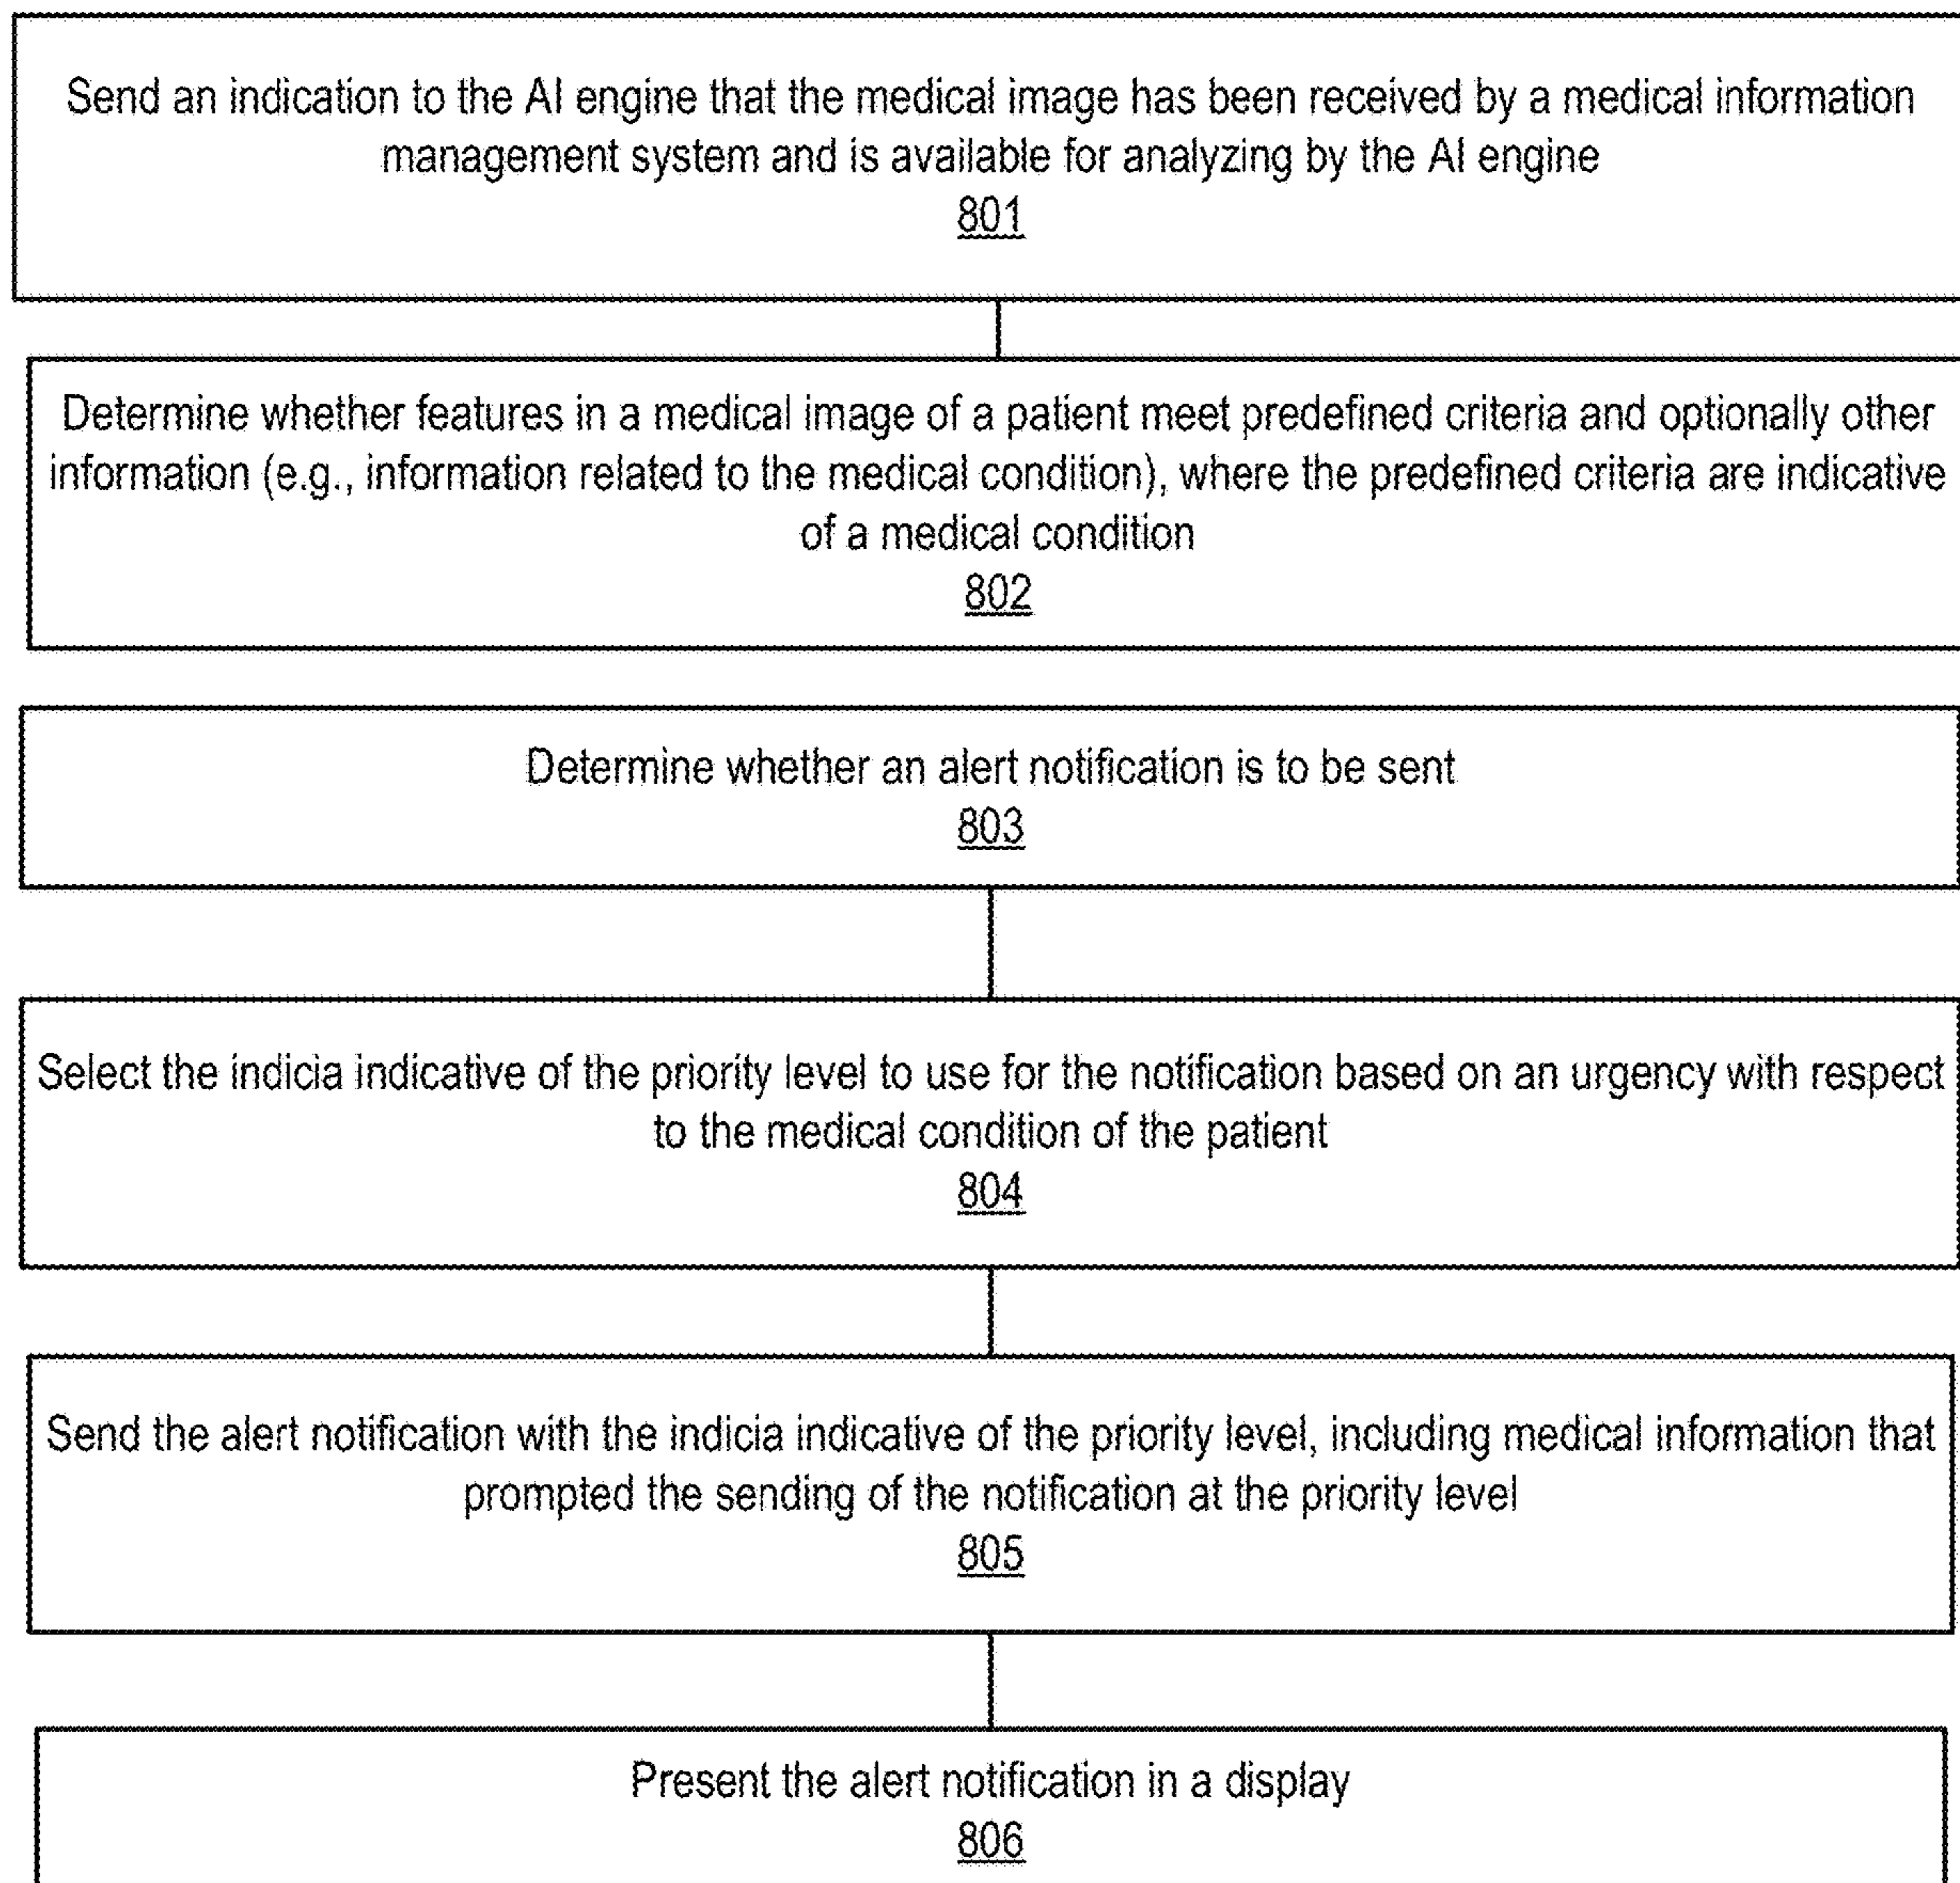 Send an indication to the AI engine that the medical image has been received by a medical information
management system and is available for analyzing by the AI engine
801
Determine whether features in a medical image of a patient meet predefined criteria and optionally other
information (e.g., information related to the medical condition), where the predefined criteria are indicative
of a medical condition
802
Determine whether an alert notification is to be sent
803
Select the indicia indicative of the priority level to use for the notification based on an urgency with respect
to the medical condition of the patient
804
Send the alert notification with the indicia indicative of the priority level, including medical information that
prompted the sending of the notification at the priority level
805
Present the alert notification in a display
806